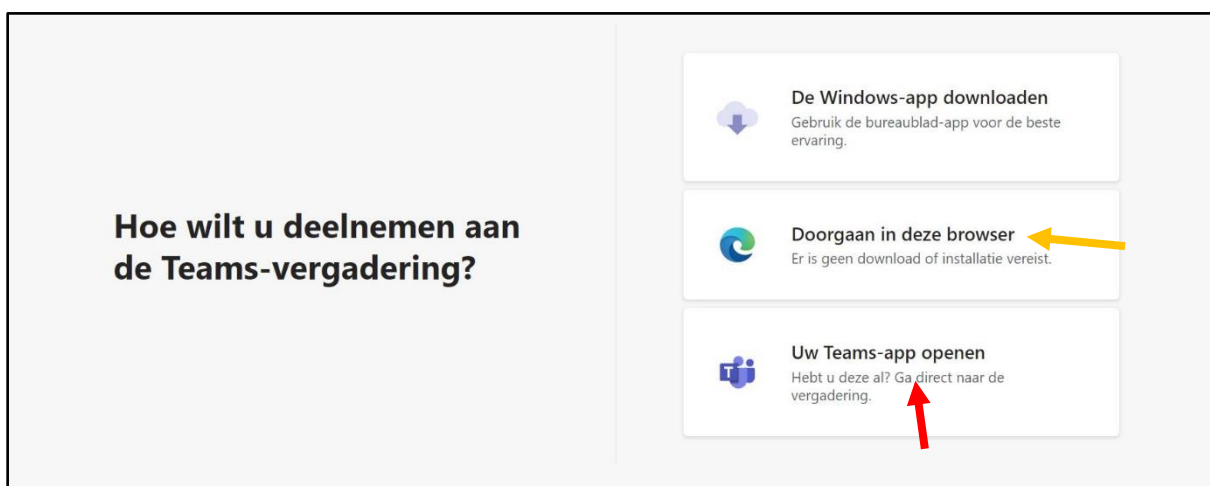 Hoe wilt u deelnemen aan
de Teams-vergadering?
De Windows-app downloaden
Gebruik de bureaublad-app voor de beste
ervaring.
Doorgaan in deze browser
Er is geen download of installatie vereist.
Uw Teams-app openen
Hebt u deze al? Ga direct naar de
vergadering.